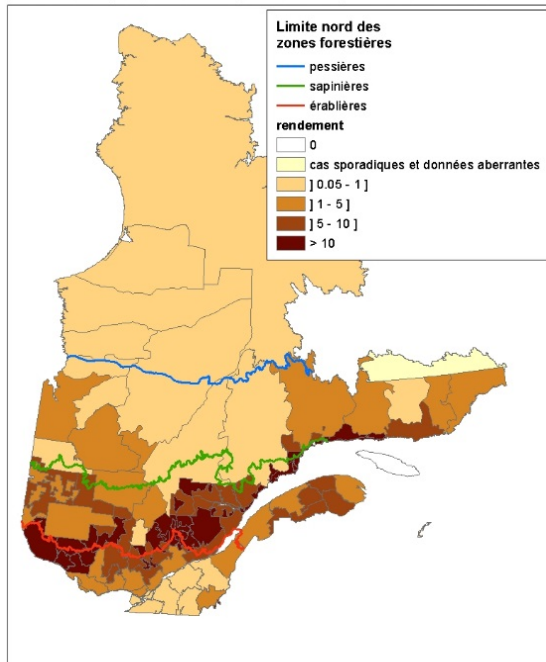 Limite nord des
zones forestières
pessières
sapinières
érablières
rendement
0
cas sporadiques et données aberrantes
] 0.05 - 1 ]
] 1 - 5 ]
] 5 - 10 ]
> 10